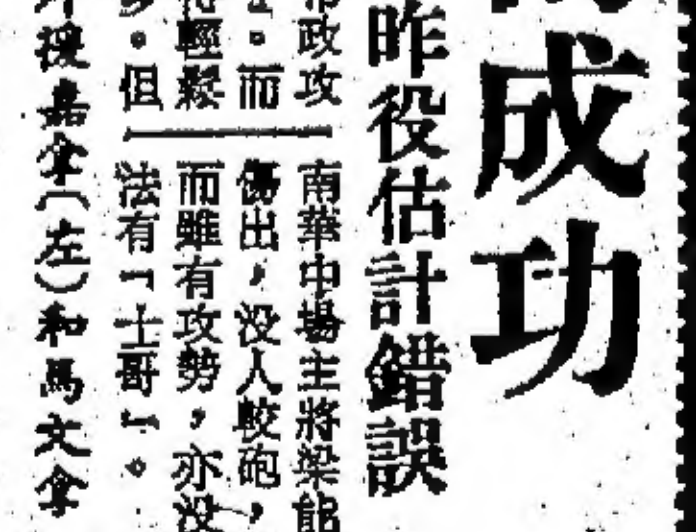 成功
昨役估計錯誤
市政攻
。而
輕鬆
。但
南華中場主將梁能
傷出,沒人較砲,
而雖有攻勢,亦沒
法有「士哥」。
援嘉拿(左)和馬文拿